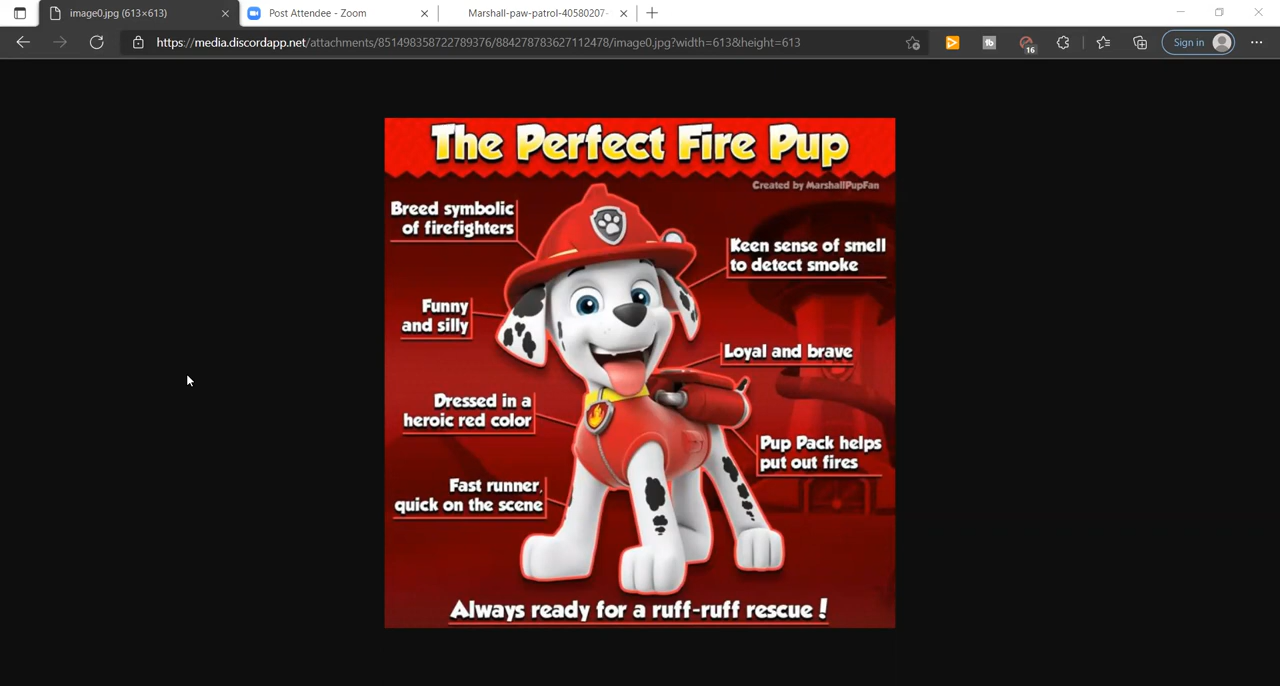 image0.jpg (613×613)
Post Attendee - Zoom
Marshall-paw-patrol-40580207-
https://media.discordapp.net/attachments/851498358722789376/884278783627112478/image0.jpg?width=613&height=613
16
Sign in
The Perfect Fire Pup
Created by MarshallPupFan
Breed symbolic
of firefighters
Keen sense of smell
to detect smoke
Funny
and silly
Loyal and brave
Dressed in a
heroic red color
Pup Pack helps
put out fires
Fast runner,
quick on the scene
Always ready for a ruff-ruff rescue!